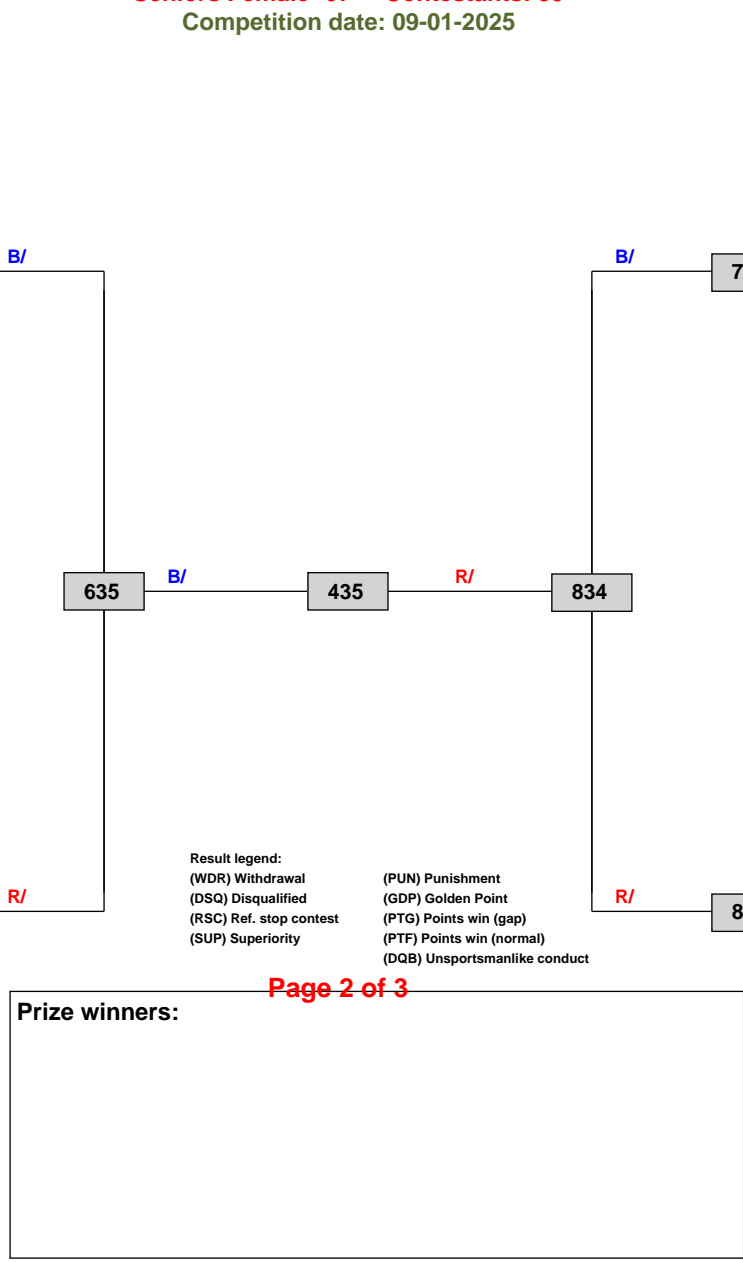 Competition date: 09-01-2025
B/ B/
7
635 B/ 435 R/ 834
Result legend:
(WDR) Withdrawal (PUN) Punishment
R/ (DSQ) Disqualified (GDP) Golden Point R/
(RSC) Ref. stop contest (PTG) Points win (gap) 8
(SUP) Superiority (PTF) Points win (normal)
(DQB) Unsportsmanlike conduct
Page 2 of 3
Prize winners: